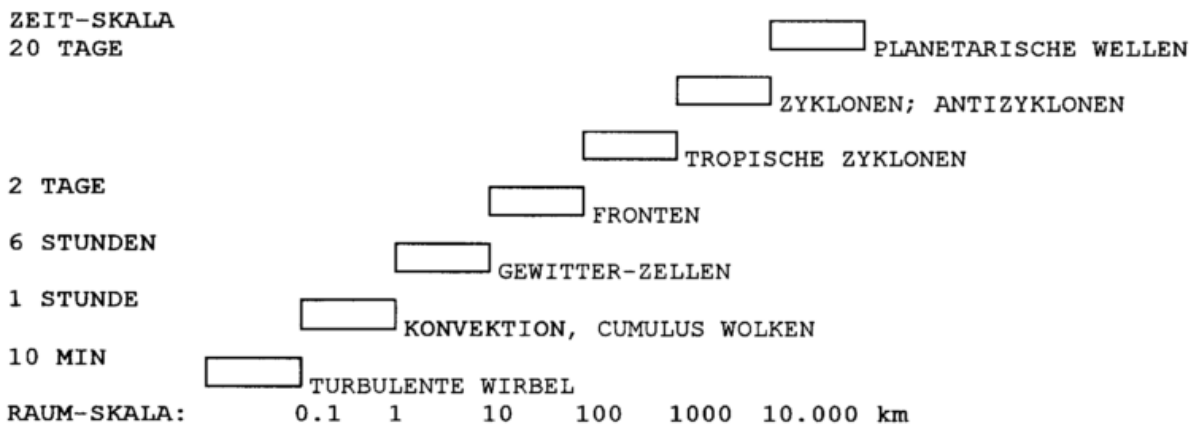 ZEIT-SKALA
20 TAGE
PLANETARISCHE WELLEN
ZYKLONEN; ANTIZYKLONEN
TROPISCHE ZYKLONEN
2 TAGE
FRONTEN
6 STUNDEN
GEWITTER-ZELLEN
1 STUNDE
KONVEKTION, CUMULUS WOLKEN
10 MIN
TURBULENTE WIRBEL
RAUM-SKALA: 0.1 1 10 100 1000 10.000 km